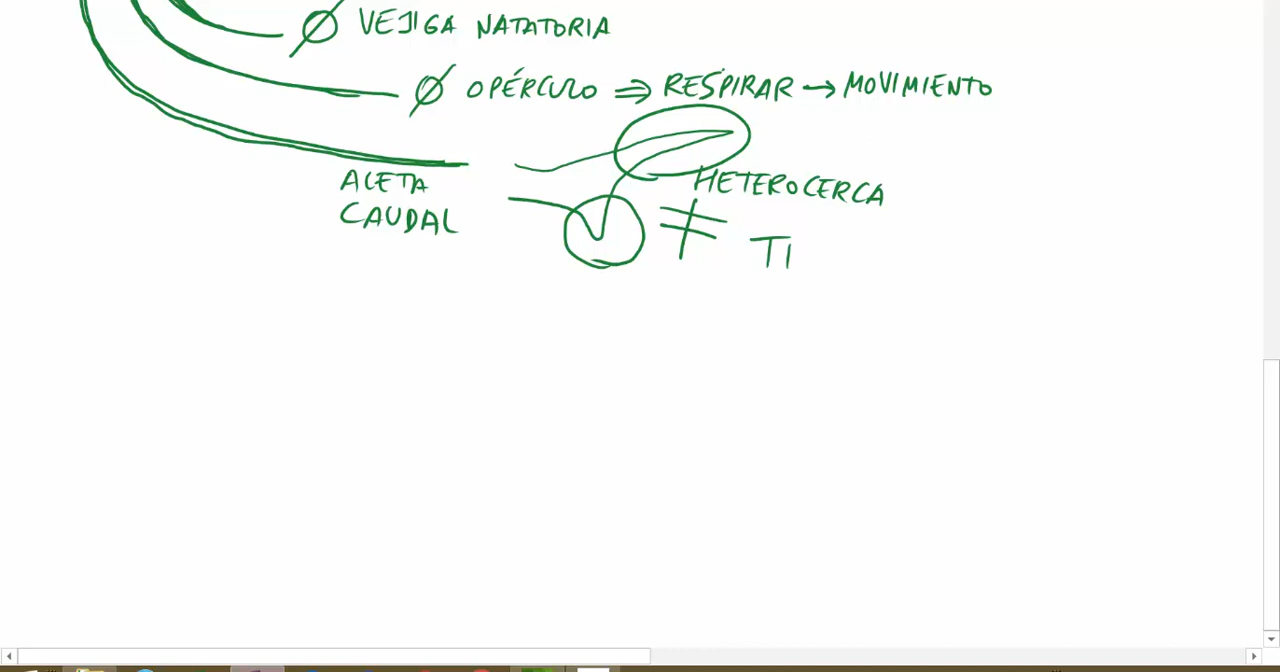 Ø VEJIGA NATATORIA
Ø OPÉRCULO ⇒ RESPIRAR → MOVIMIENTO
ALETA
CAUDAL
HETEROCERCA
≠ TI